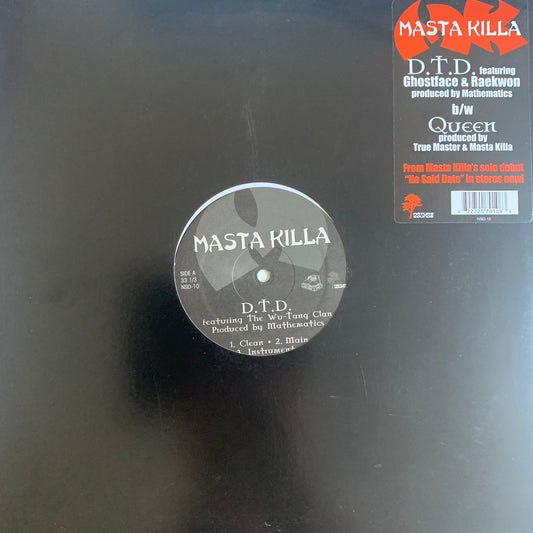 MASTA KILLA
D.T.D. featuring
Ghostface & Raekwon
produced by Mathematics
b/w
Queen
produced by
True Master & Masta Killa
From Masta Killa's solo debut
"No Said Date" in stores now!
NSD-10
MASTA KILLA
SIDE A
33 1/3
NSD-10
D.T.D.
featuring The Wu-Tang Clan
Produced by Mathematics
1. Clean • 2. Main